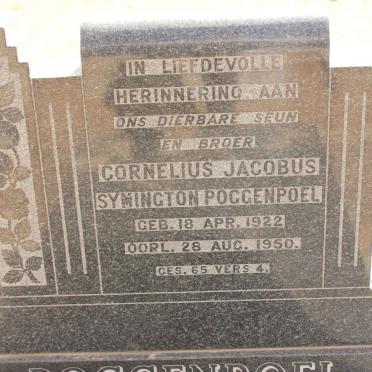 IN LIEFDEVOLLE
HERINNERING AAN
ONS DIERBARE SEUN
EN BROER
CORNELIUS JACOBUS
SYMINGTON POGGENPOEL
GEB. 18 APR. 1922
OORL. 28 AUG. 1950.
GES. 65 VERS 4.
POGGENPOEL